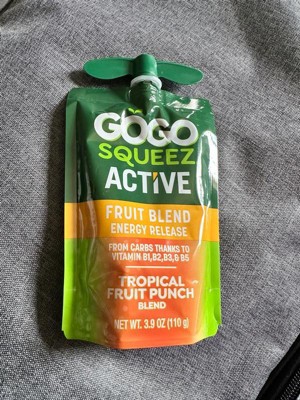 GOGO
SQUEEZ
ACTIVE
FRUIT BLEND
ENERGY RELEASE
FROM CARBS THANKS TO
VITAMIN B1,B2,B3,& B5
TROPICAL
FRUIT PUNCH
BLEND
NET WT. 3.9 OZ (110 g)